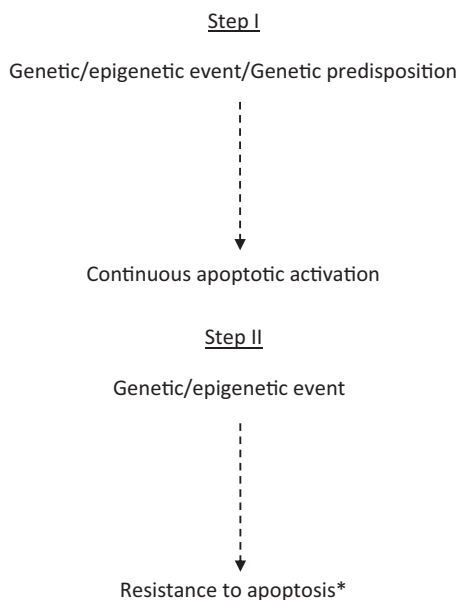 Step I
Genetic/epigenetic event/Genetic predisposition
Continuous apoptotic activation
Step II
Genetic/epigenetic event
Resistance to apoptosis*